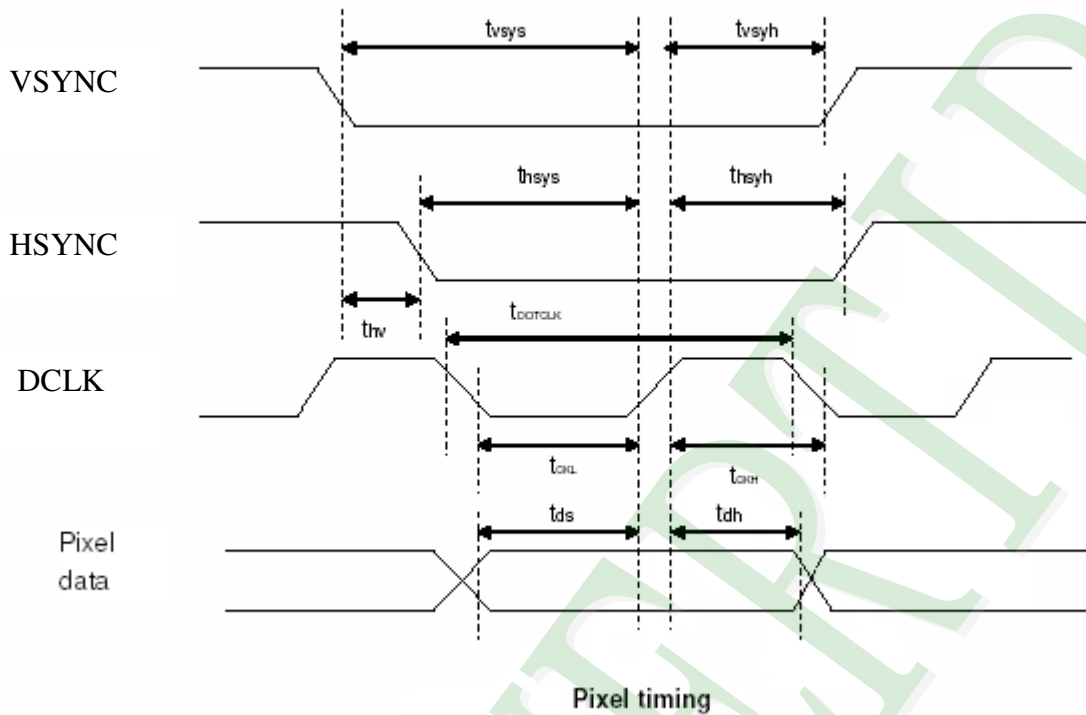 tvsys tvsyh
VSYNC
thsys thsyh
HSYNC
thv tDOTCLK
DCLK
tCKL tCKH
tds tdh
Pixel
data
Pixel timing